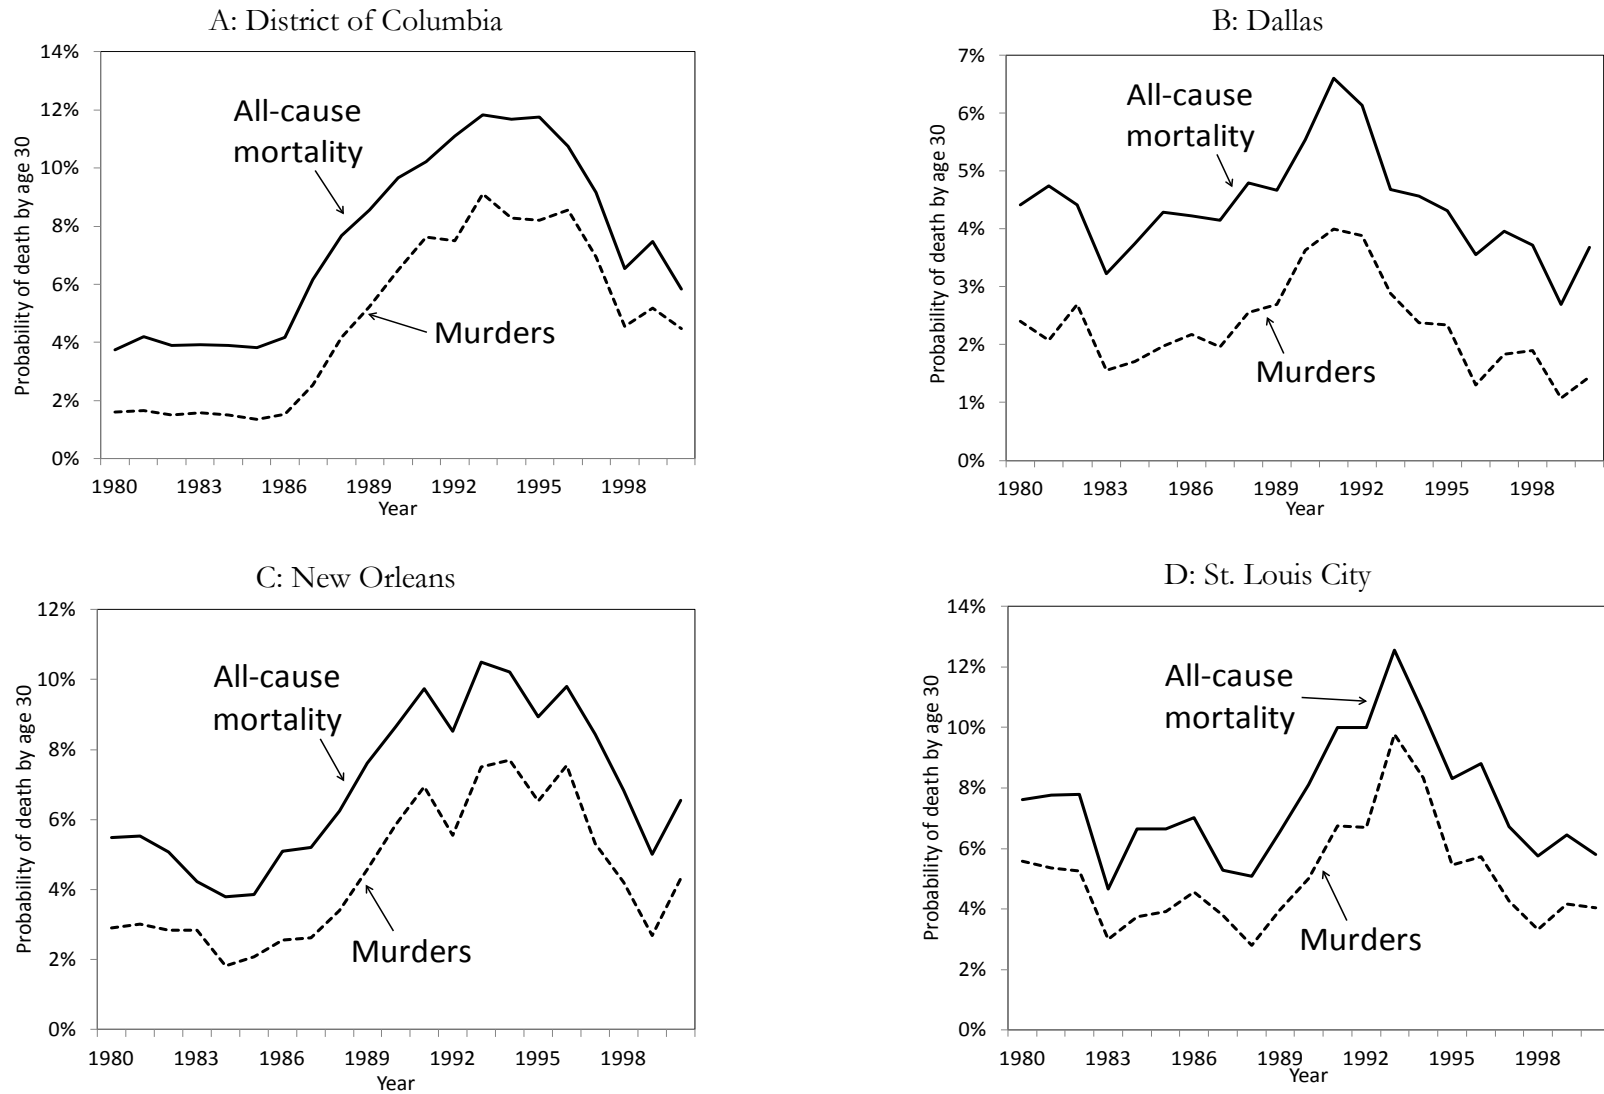 A: District of Columbia
Probability of death by age 30
14%
12%
10%
8%
6%
4%
2%
0%
All-cause
mortality
Murders
1980 1983 1986 1989 1992 1995 1998
Year
B: Dallas
Probability of death by age 30
7%
6%
5%
4%
3%
2%
1%
0%
All-cause
mortality
Murders
1980 1983 1986 1989 1992 1995 1998
Year
C: New Orleans
Probability of death by age 30
12%
10%
8%
6%
4%
2%
0%
All-cause
mortality
Murders
1980 1983 1986 1989 1992 1995 1998
Year
D: St. Louis City
Probability of death by age 30
14%
12%
10%
8%
6%
4%
2%
0%
All-cause
mortality
Murders
1980 1983 1986 1989 1992 1995 1998
Year